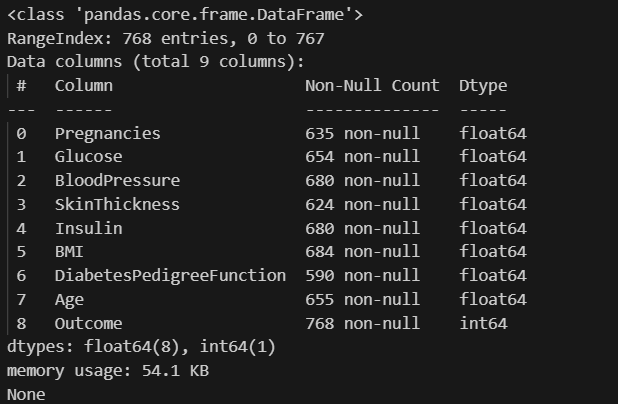 <class 'pandas.core.frame.DataFrame'>
RangeIndex: 768 entries, 0 to 767
Data columns (total 9 columns):
 #   Column                    Non-Null Count  Dtype
---  ------                    --------------  -----
 0   Pregnancies               635 non-null    float64
 1   Glucose                   654 non-null    float64
 2   BloodPressure             680 non-null    float64
 3   SkinThickness             624 non-null    float64
 4   Insulin                   680 non-null    float64
 5   BMI                       684 non-null    float64
 6   DiabetesPedigreeFunction  590 non-null    float64
 7   Age                       655 non-null    float64
 8   Outcome                   768 non-null    int64
dtypes: float64(8), int64(1)
memory usage: 54.1 KB
None